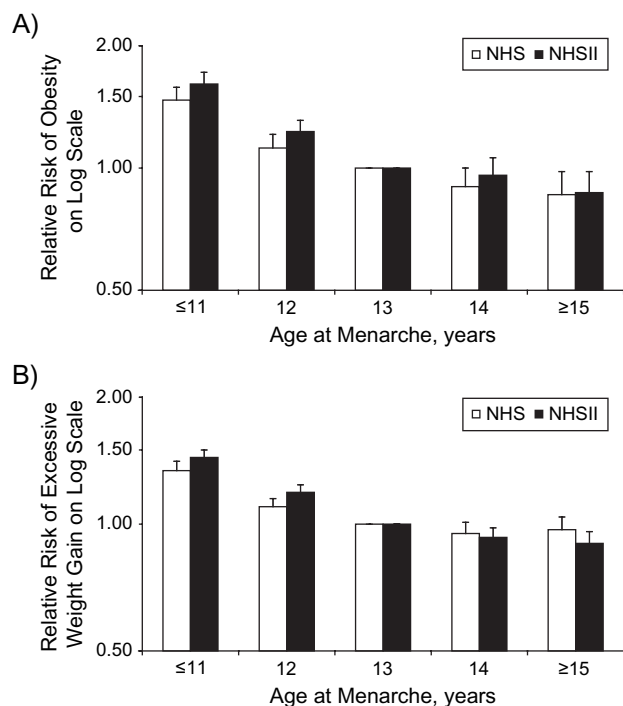 A)
Relative Risk of Obesity
on Log Scale
2.00
1.50
1.00
0.50
NHS NHSII
≤11 12 13 14 ≥15
Age at Menarche, years
B)
Relative Risk of Excessive
Weight Gain on Log Scale
2.00
1.50
1.00
0.50
NHS NHSII
≤11 12 13 14 ≥15
Age at Menarche, years